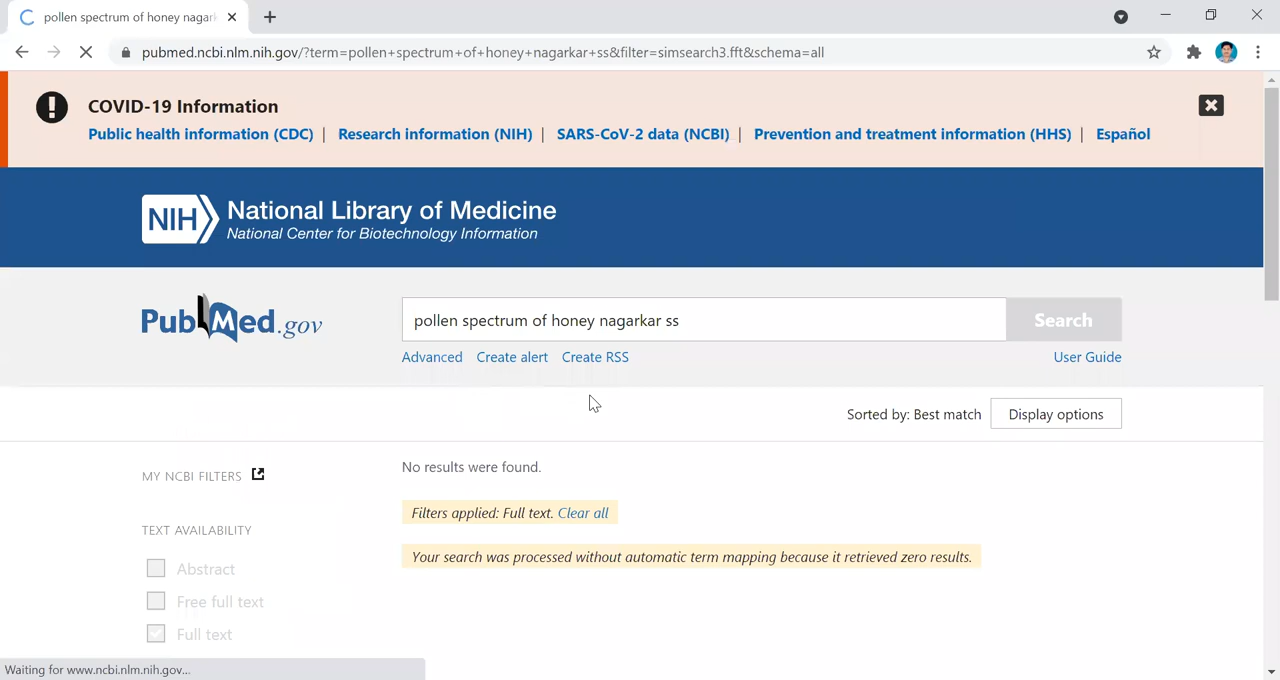 pollen spectrum of honey nagar
pubmed.ncbi.nlm.nih.gov/?term=pollen+spectrum+of+honey+nagarkar+ss&filter=simsearch3.fft&schema=all
COVID-19 Information
Public health information (CDC) | Research information (NIH) | SARS-CoV-2 data (NCBI) | Prevention and treatment information (HHS) | Español
NIH National Library of Medicine
National Center for Biotechnology Information
PubMed.gov
pollen spectrum of honey nagarkar ss
Search
Advanced Create alert Create RSS User Guide
Sorted by: Best match Display options
MY NCBI FILTERS
No results were found.
Filters applied: Full text. Clear all
TEXT AVAILABILITY
Your search was processed without automatic term mapping because it retrieved zero results.
Abstract
Free full text
Full text
Waiting for www.ncbi.nlm.nih.gov...